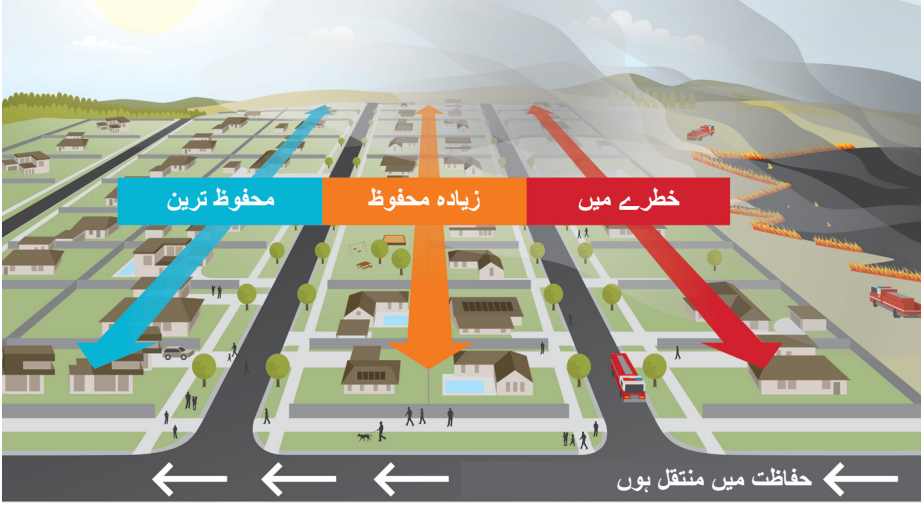 خطرے میں
زیادہ محفوظ
محفوظ ترین
حفاظت میں منتقل ہوں